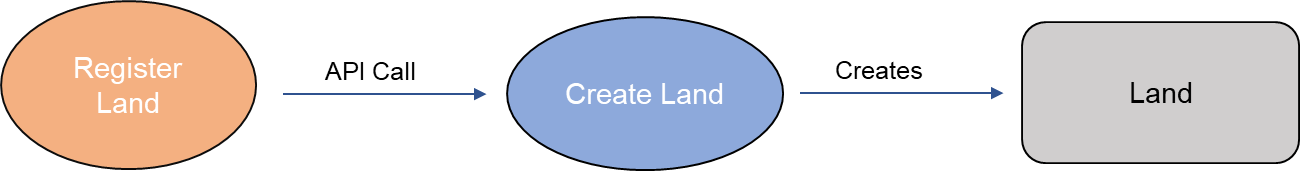 Register
Land
API Call
Create Land
Creates
Land